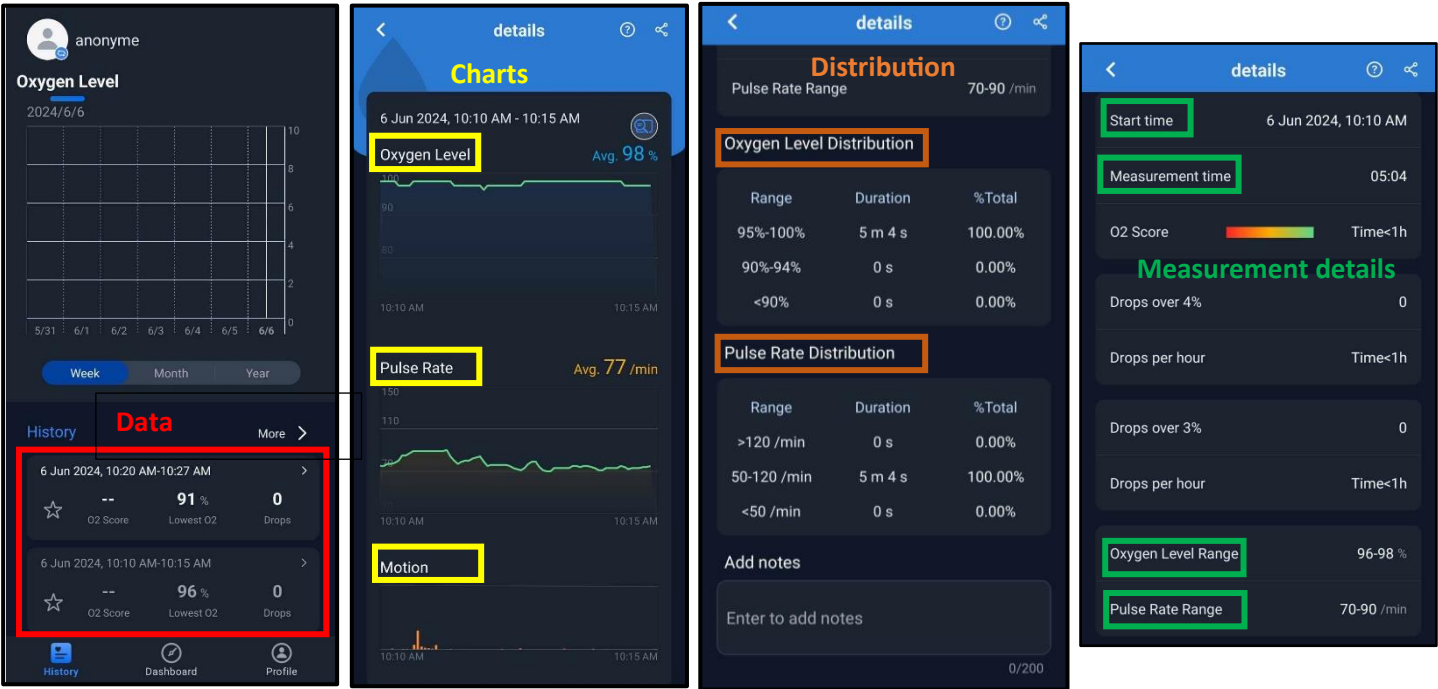 anonyme
Oxygen Level
2024/6/6
10
8
6
4
2
0
5/31 6/1 6/2 6/3 6/4 6/5 6/6
Week Month Year
Data
History More
6 Jun 2024, 10:20 AM-10:27 AM
-- 91 % 0
O2 Score Lowest O2 Drops
6 Jun 2024, 10:10 AM-10:15 AM
-- 96 % 0
O2 Score Lowest O2 Drops
History Dashboard Profile
details
Charts
6 Jun 2024, 10:10 AM - 10:15 AM
Oxygen Level Avg. 98 %
100
90
80
10:10 AM 10:15 AM
Pulse Rate Avg. 77 /min
150
110
70
10:10 AM 10:15 AM
Motion
10:10 AM 10:15 AM
details
Distribution
Pulse Rate Range 70-90 /min
Oxygen Level Distribution
Range Duration %Total
95%-100% 5 m 4 s 100.00%
90%-94% 0 s 0.00%
<90% 0 s 0.00%
Pulse Rate Distribution
Range Duration %Total
>120 /min 0 s 0.00%
50-120 /min 5 m 4 s 100.00%
<50 /min 0 s 0.00%
Add notes
Enter to add notes
0/200
details
Start time 6 Jun 2024, 10:10 AM
Measurement time 05:04
O2 Score Time<1h
Measurement details
Drops over 4% 0
Drops per hour Time<1h
Drops over 3% 0
Drops per hour Time<1h
Oxygen Level Range 96-98 %
Pulse Rate Range 70-90 /min